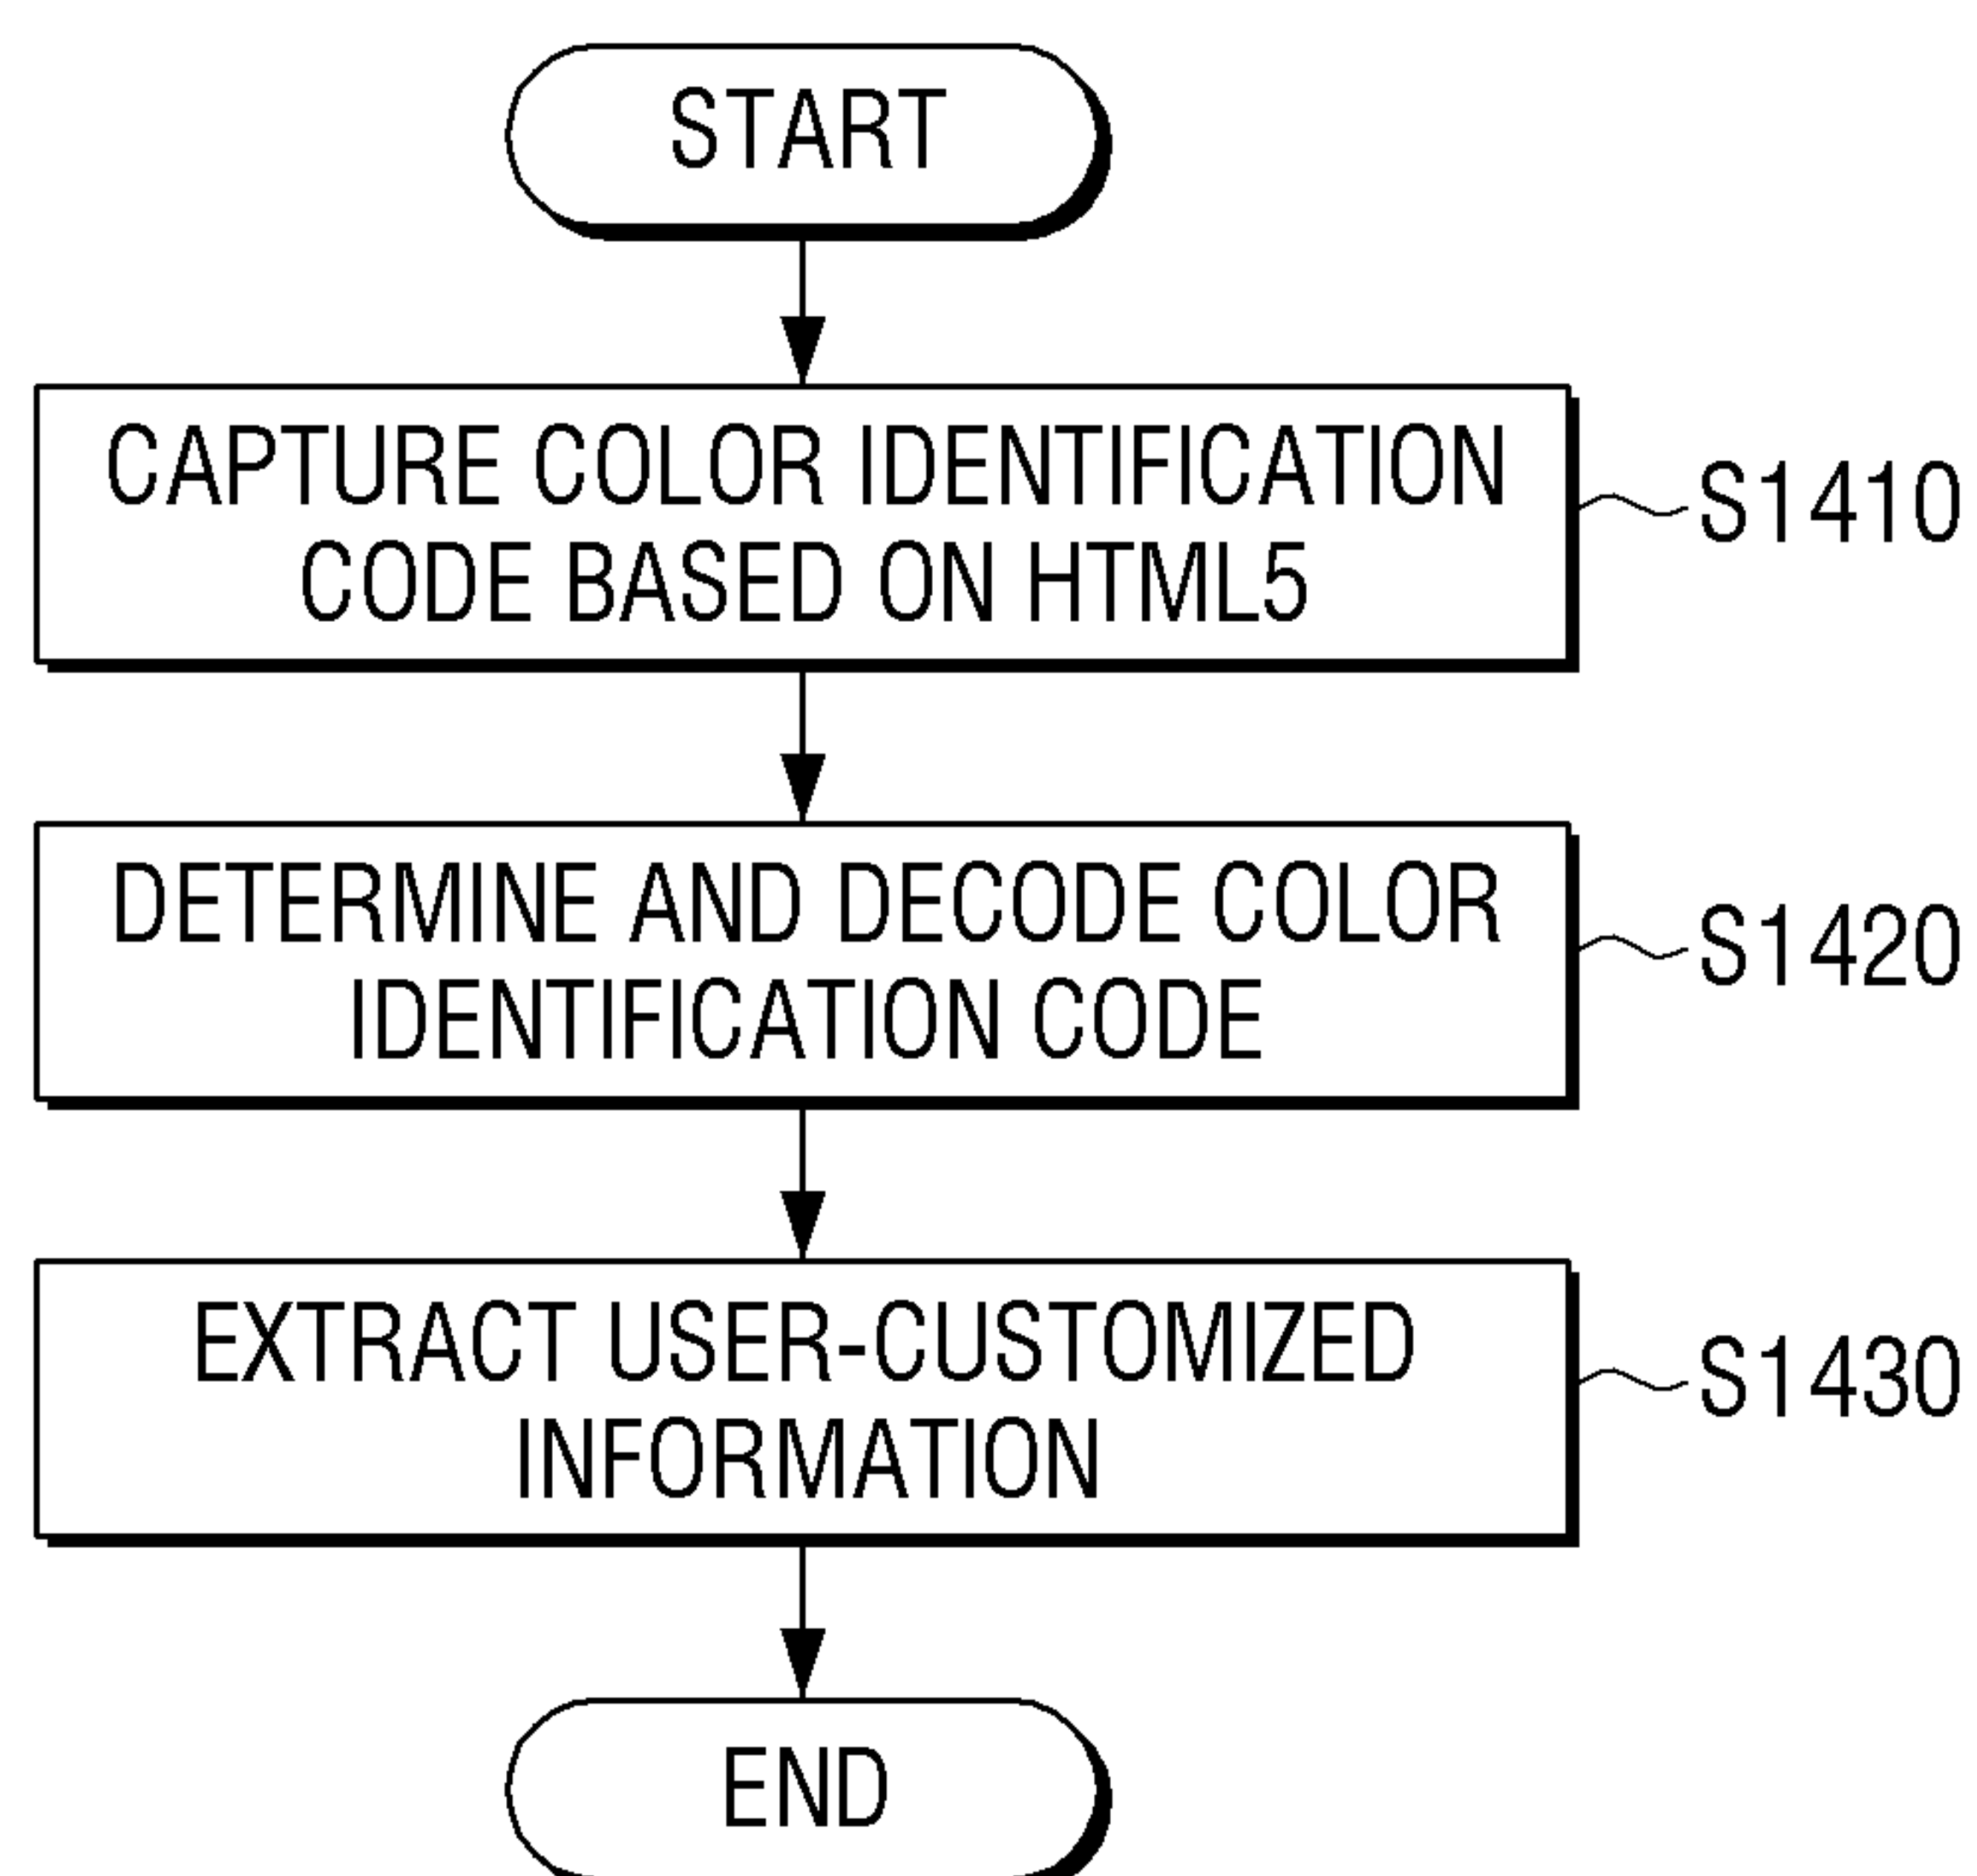 START
CAPTURE COLOR IDENTIFICATION
CODE BASED ON HTML5
S1410
DETERMINE AND DECODE COLOR
IDENTIFICATION CODE
S1420
EXTRACT USER-CUSTOMIZED
INFORMATION
S1430
END